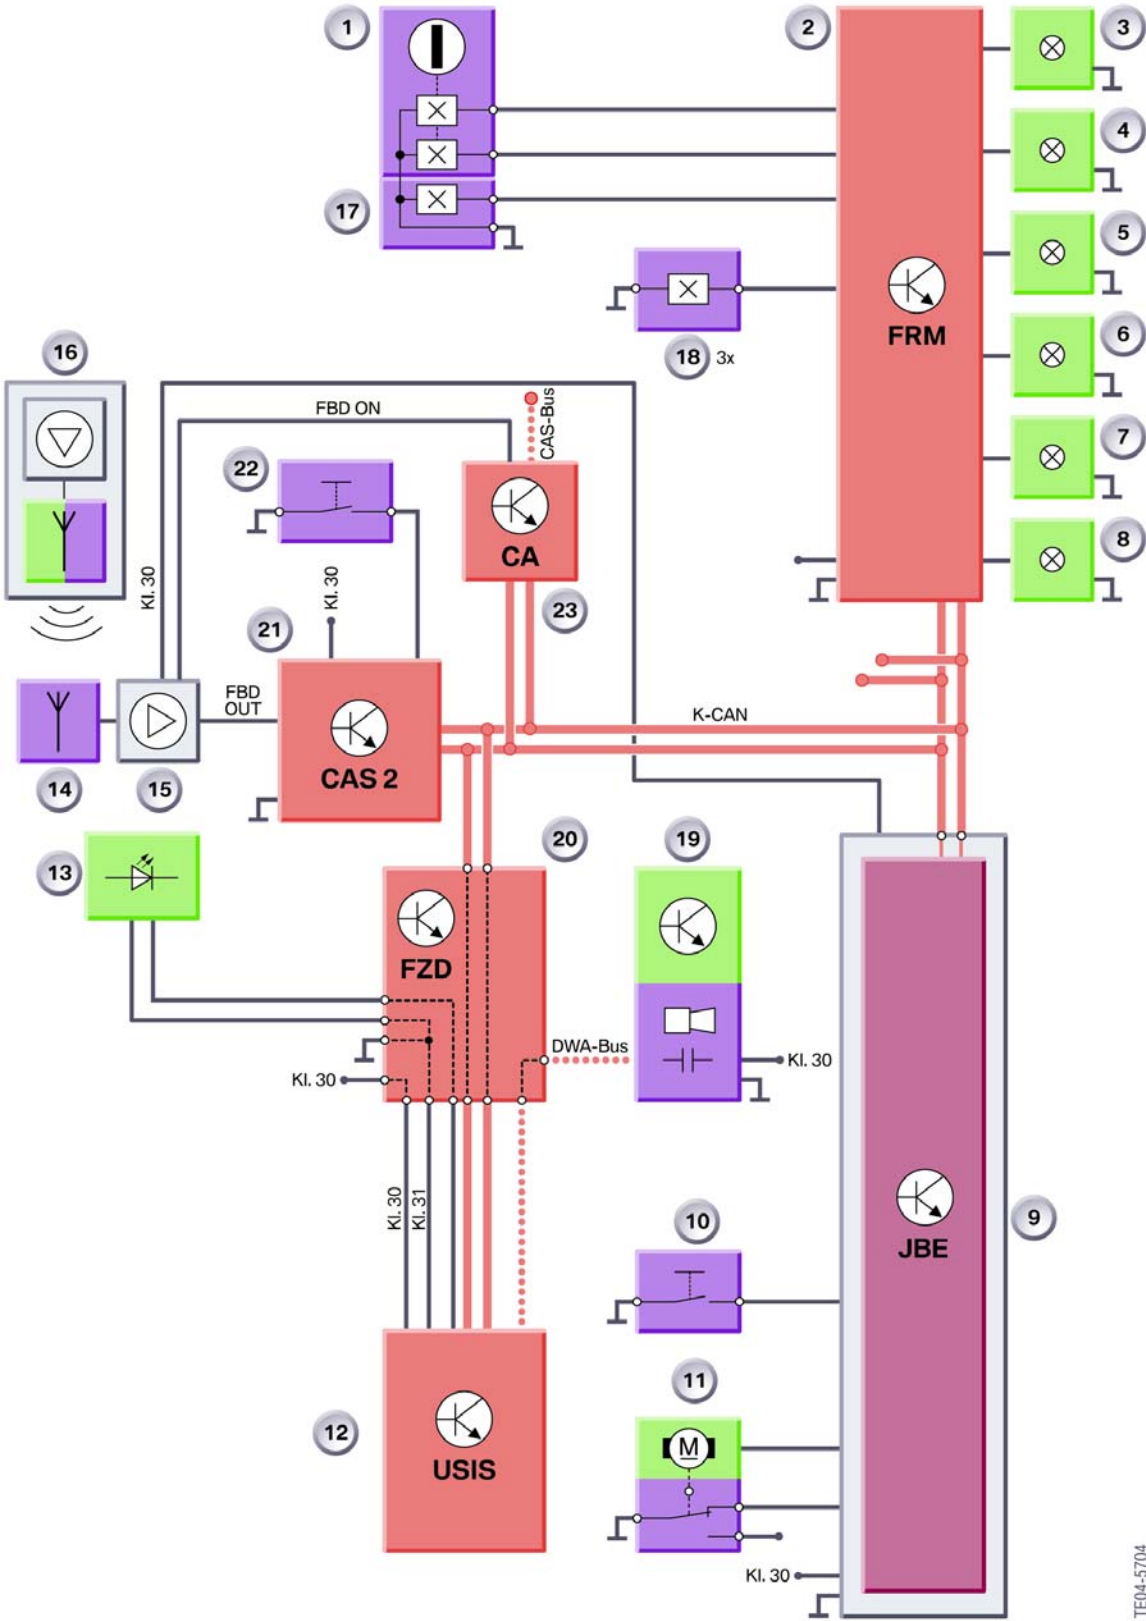 1
2
3
4
17
5
FRM
6
18 3x
16
FBD ON
CAS-Bus
7
22
CA
8
Kl. 30
Kl. 30
23
21
FBD
OUT
K-CAN
CAS 2
14
15
20
19
13
FZD
DWA-Bus
Kl. 30
Kl. 30
Kl. 30
Kl. 31
10
9
JBE
11
12
USIS
Kl. 30
TE04-5704